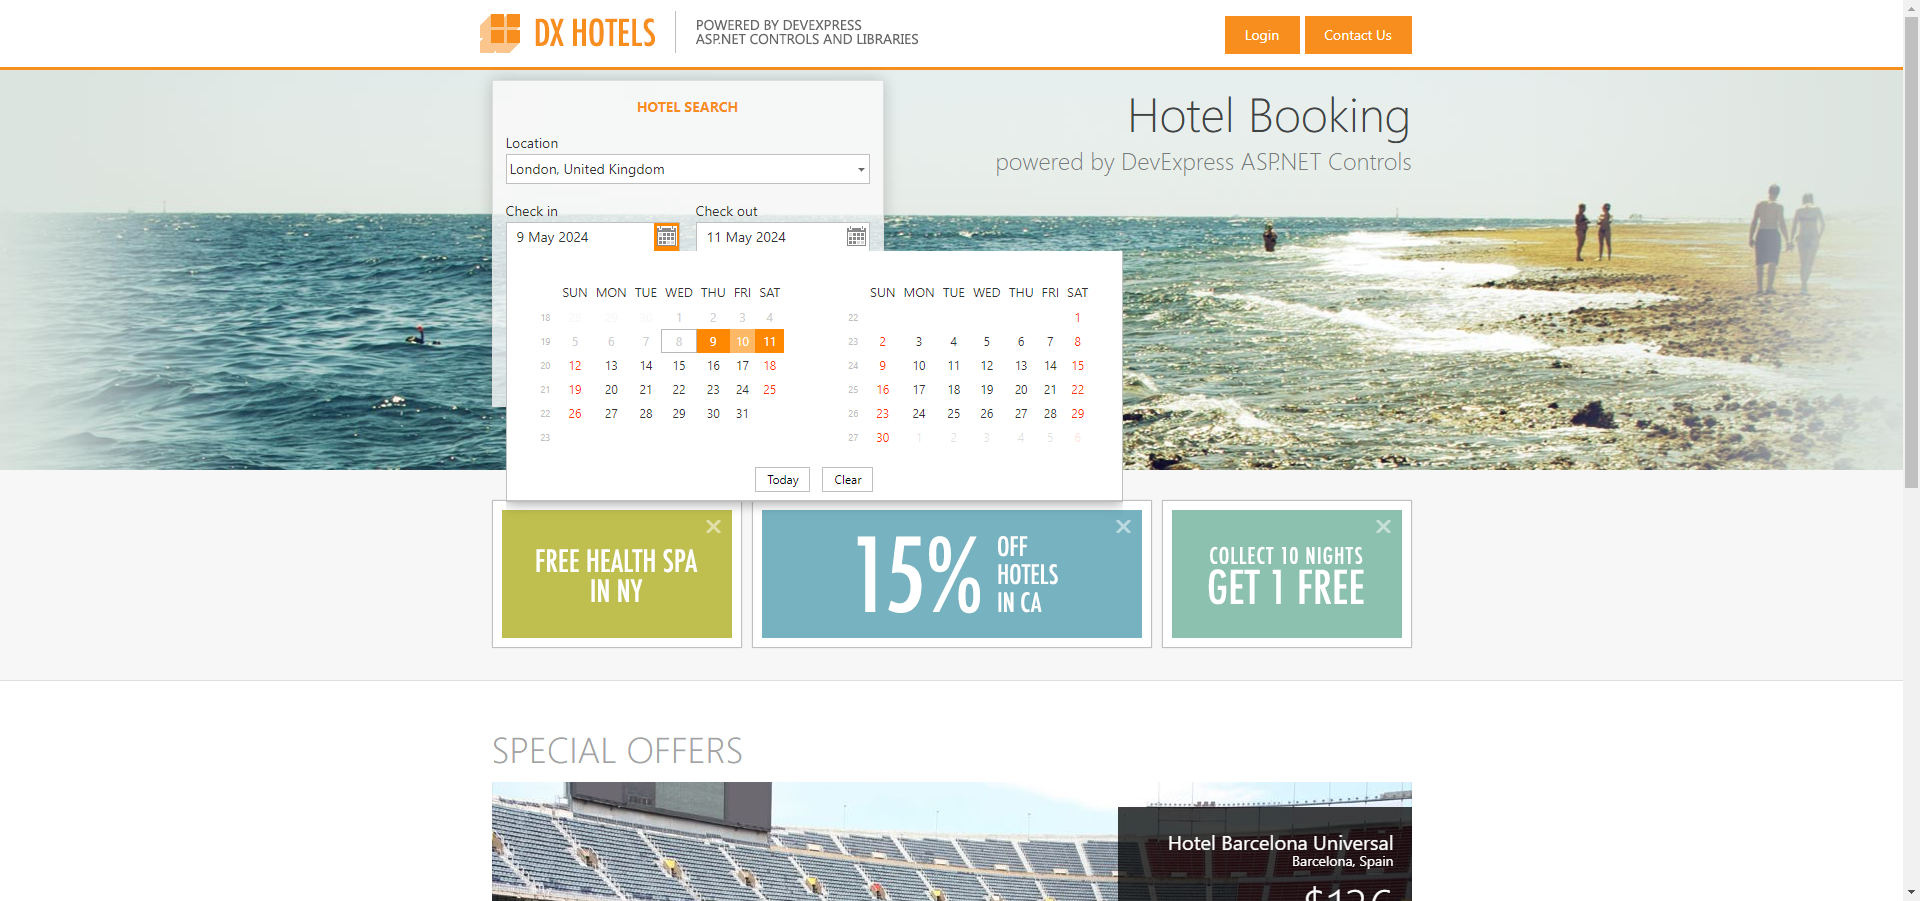 DX HOTELS
POWERED BY DEVEXPRESS
ASP.NET CONTROLS AND LIBRARIES
Login
Contact Us
HOTEL SEARCH
Location
London, United Kingdom
Check in
Check out
9 May 2024
11 May 2024
Hotel Booking
powered by DevExpress ASP.NET Controls
SUN MON TUE WED THU FRI SAT
18 28 29 30 1 2 3 4
19 5 6 7 8 9 10 11
20 12 13 14 15 16 17 18
21 19 20 21 22 23 24 25
22 26 27 28 29 30 31
23
SUN MON TUE WED THU FRI SAT
22 1
23 2 3 4 5 6 7 8
24 9 10 11 12 13 14 15
25 16 17 18 19 20 21 22
26 23 24 25 26 27 28 29
27 30 1 2 3 4 5 6
Today
Clear
FREE HEALTH SPA
IN NY
15%
OFF
HOTELS
IN CA
COLLECT 10 NIGHTS
GET 1 FREE
SPECIAL OFFERS
Hotel Barcelona Universal
Barcelona, Spain
$136